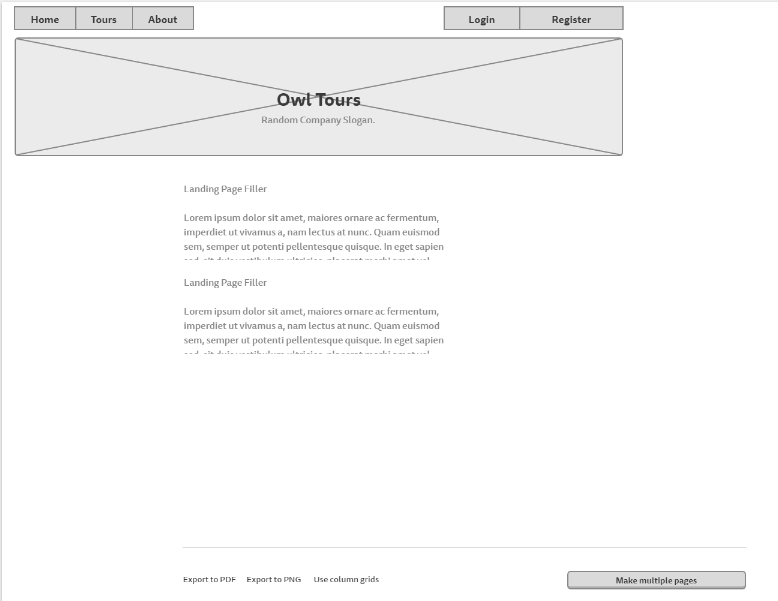 Home Tours About Login Register
Owl Tours
Random Company Slogan.
Landing Page Filler
Lorem ipsum dolor sit amet, maiores ornare ac fermentum,
imperdiet ut vivamus a, nam lectus at nunc. Quam euismod
sem, semper ut potenti pellentesque quisque. In eget sapien
Landing Page Filler
Lorem ipsum dolor sit amet, maiores ornare ac fermentum,
imperdiet ut vivamus a, nam lectus at nunc. Quam euismod
sem, semper ut potenti pellentesque quisque. In eget sapien
Export to PDF Export to PNG Use column grids Make multiple pages